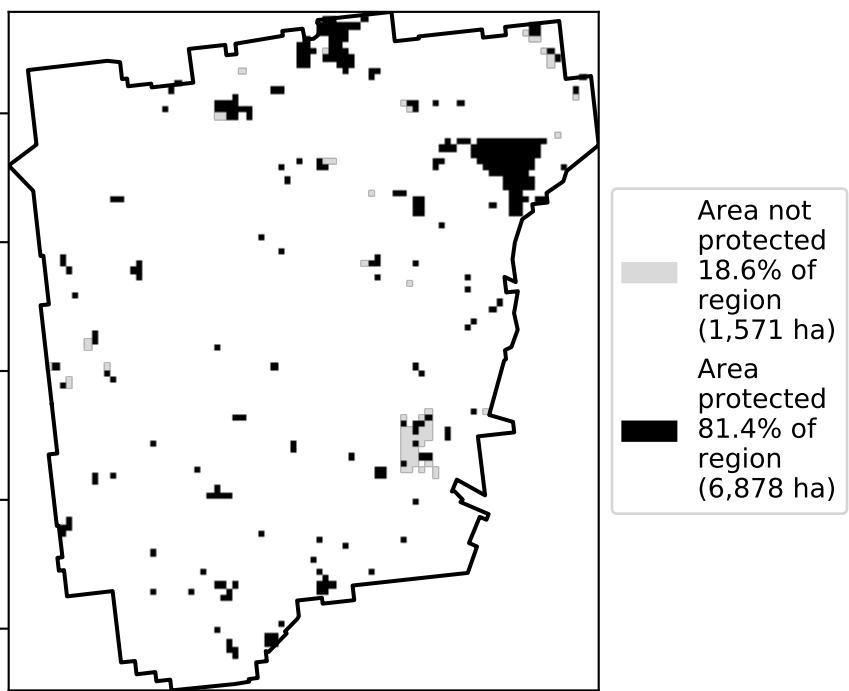 Area not
protected
18.6% of
region
(1,571 ha)
Area
protected
81.4% of
region
(6,878 ha)